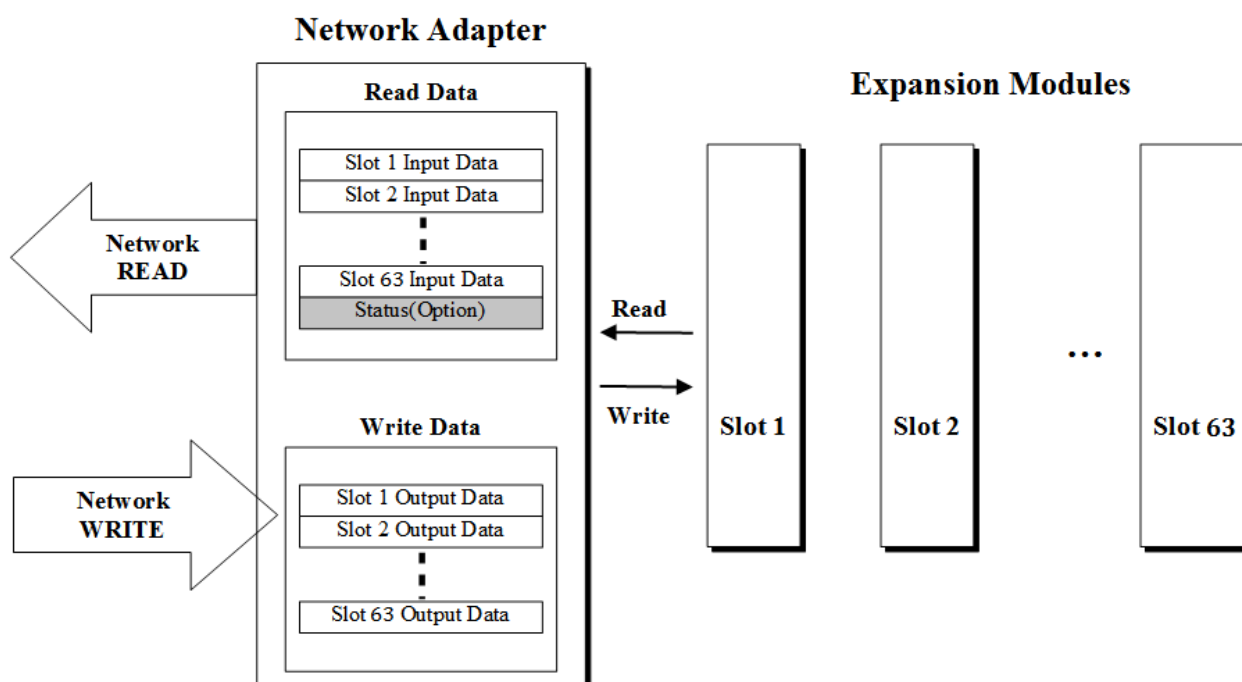 Network Adapter
Read Data
Slot 1 Input Data
Slot 2 Input Data
Slot 63 Input Data
Status(Option)
Network
READ
Write Data
Slot 1 Output Data
Slot 2 Output Data
Slot 63 Output Data
Network
WRITE
Read
Write
Expansion Modules
Slot 1
Slot 2
...
Slot 63